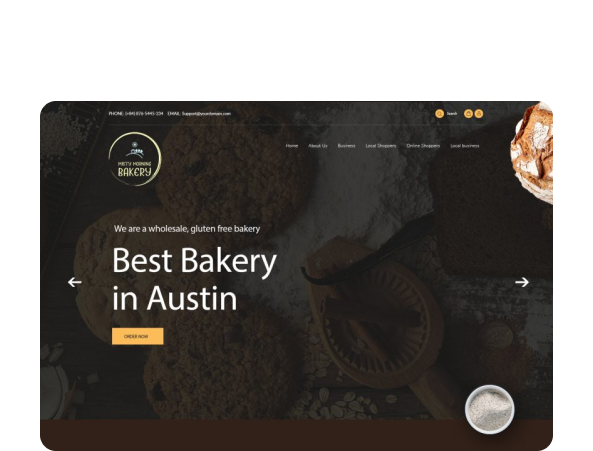 PHONE: (+84) 876-5445-234 EMAIL: Support@yourdomain.com
Search
MISTY MORNING
BAKERY
Home About Us Business Local Shoppers Online Shoppers Local business
We are a wholesale, gluten free bakery
Best Bakery
in Austin
ORDER NOW